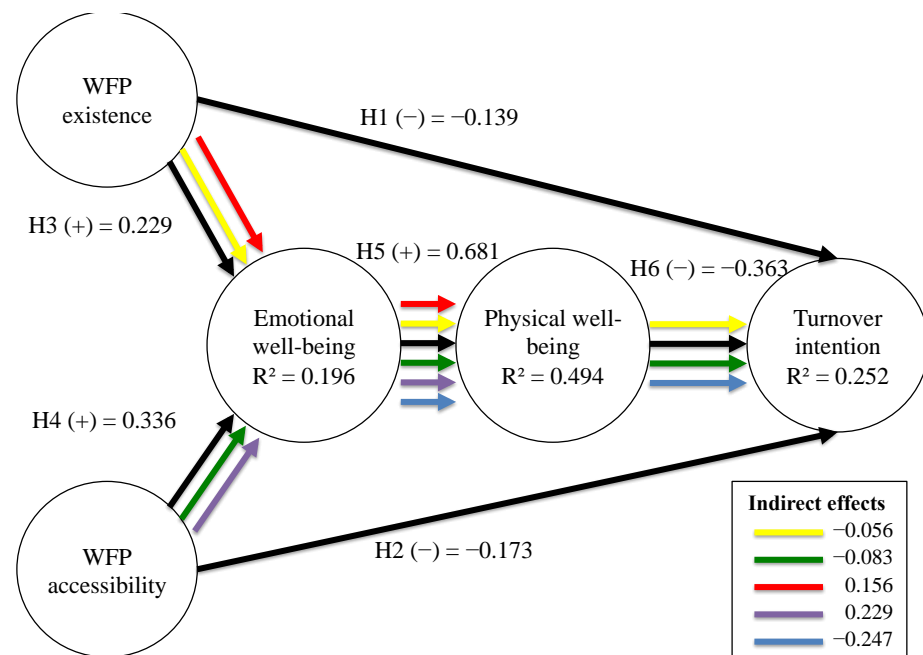 WFP
existence
H1 (−) = −0.139
H3 (+) = 0.229
H5 (+) = 0.681
H6 (−) = −0.363
Emotional
well-being
R² = 0.196
Physical well-
being
R² = 0.494
Turnover
intention
R² = 0.252
H4 (+) = 0.336
WFP
accessibility
H2 (−) = −0.173
Indirect effects
−0.056
−0.083
0.156
0.229
−0.247